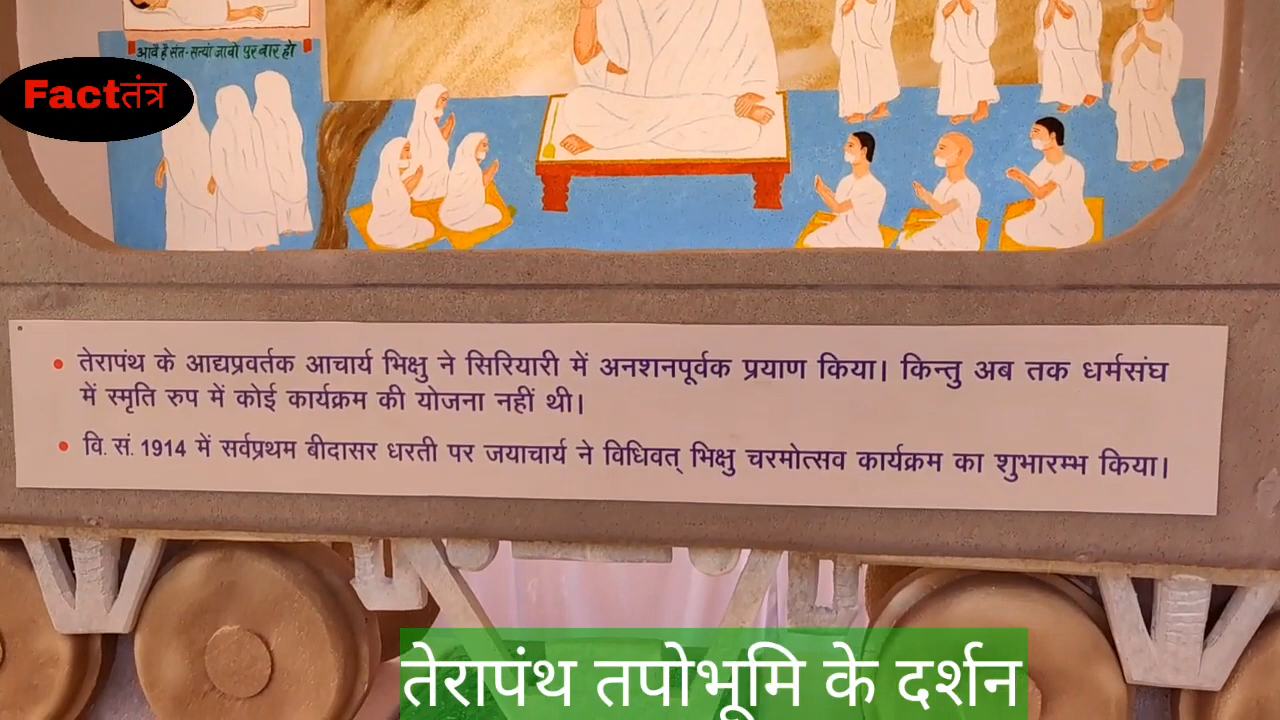 आवै है संत-सत्यां जावो पुर बार हो
Factतंत्र
तेरापंथ के आद्यप्रवर्तक आचार्य भिक्षु ने सिरियारी में अनशनपूर्वक प्रयाण किया। किन्तु अब तक धर्मसंघ
में स्मृति रुप में कोई कार्यक्रम की योजना नहीं थी।
वि. सं. 1914 में सर्वप्रथम बीदासर धरती पर जयाचार्य ने विधिवत् भिक्षु चरमोत्सव कार्यक्रम का शुभारम्भ किया।
तेरापंथ तपोभूमि के दर्शन